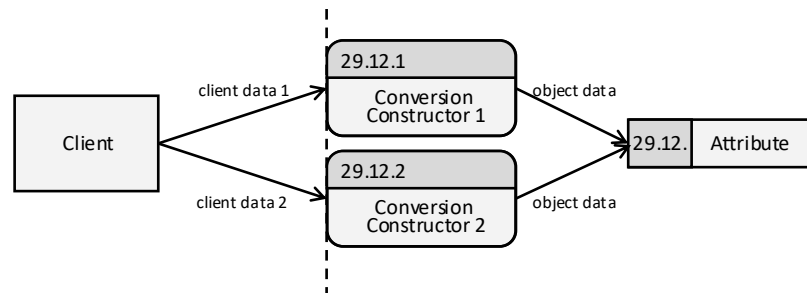 29.12.1
client data 1
object data
Conversion
Constructor 1
Client
29.12.
Attribute
29.12.2
client data 2
object data
Conversion
Constructor 2